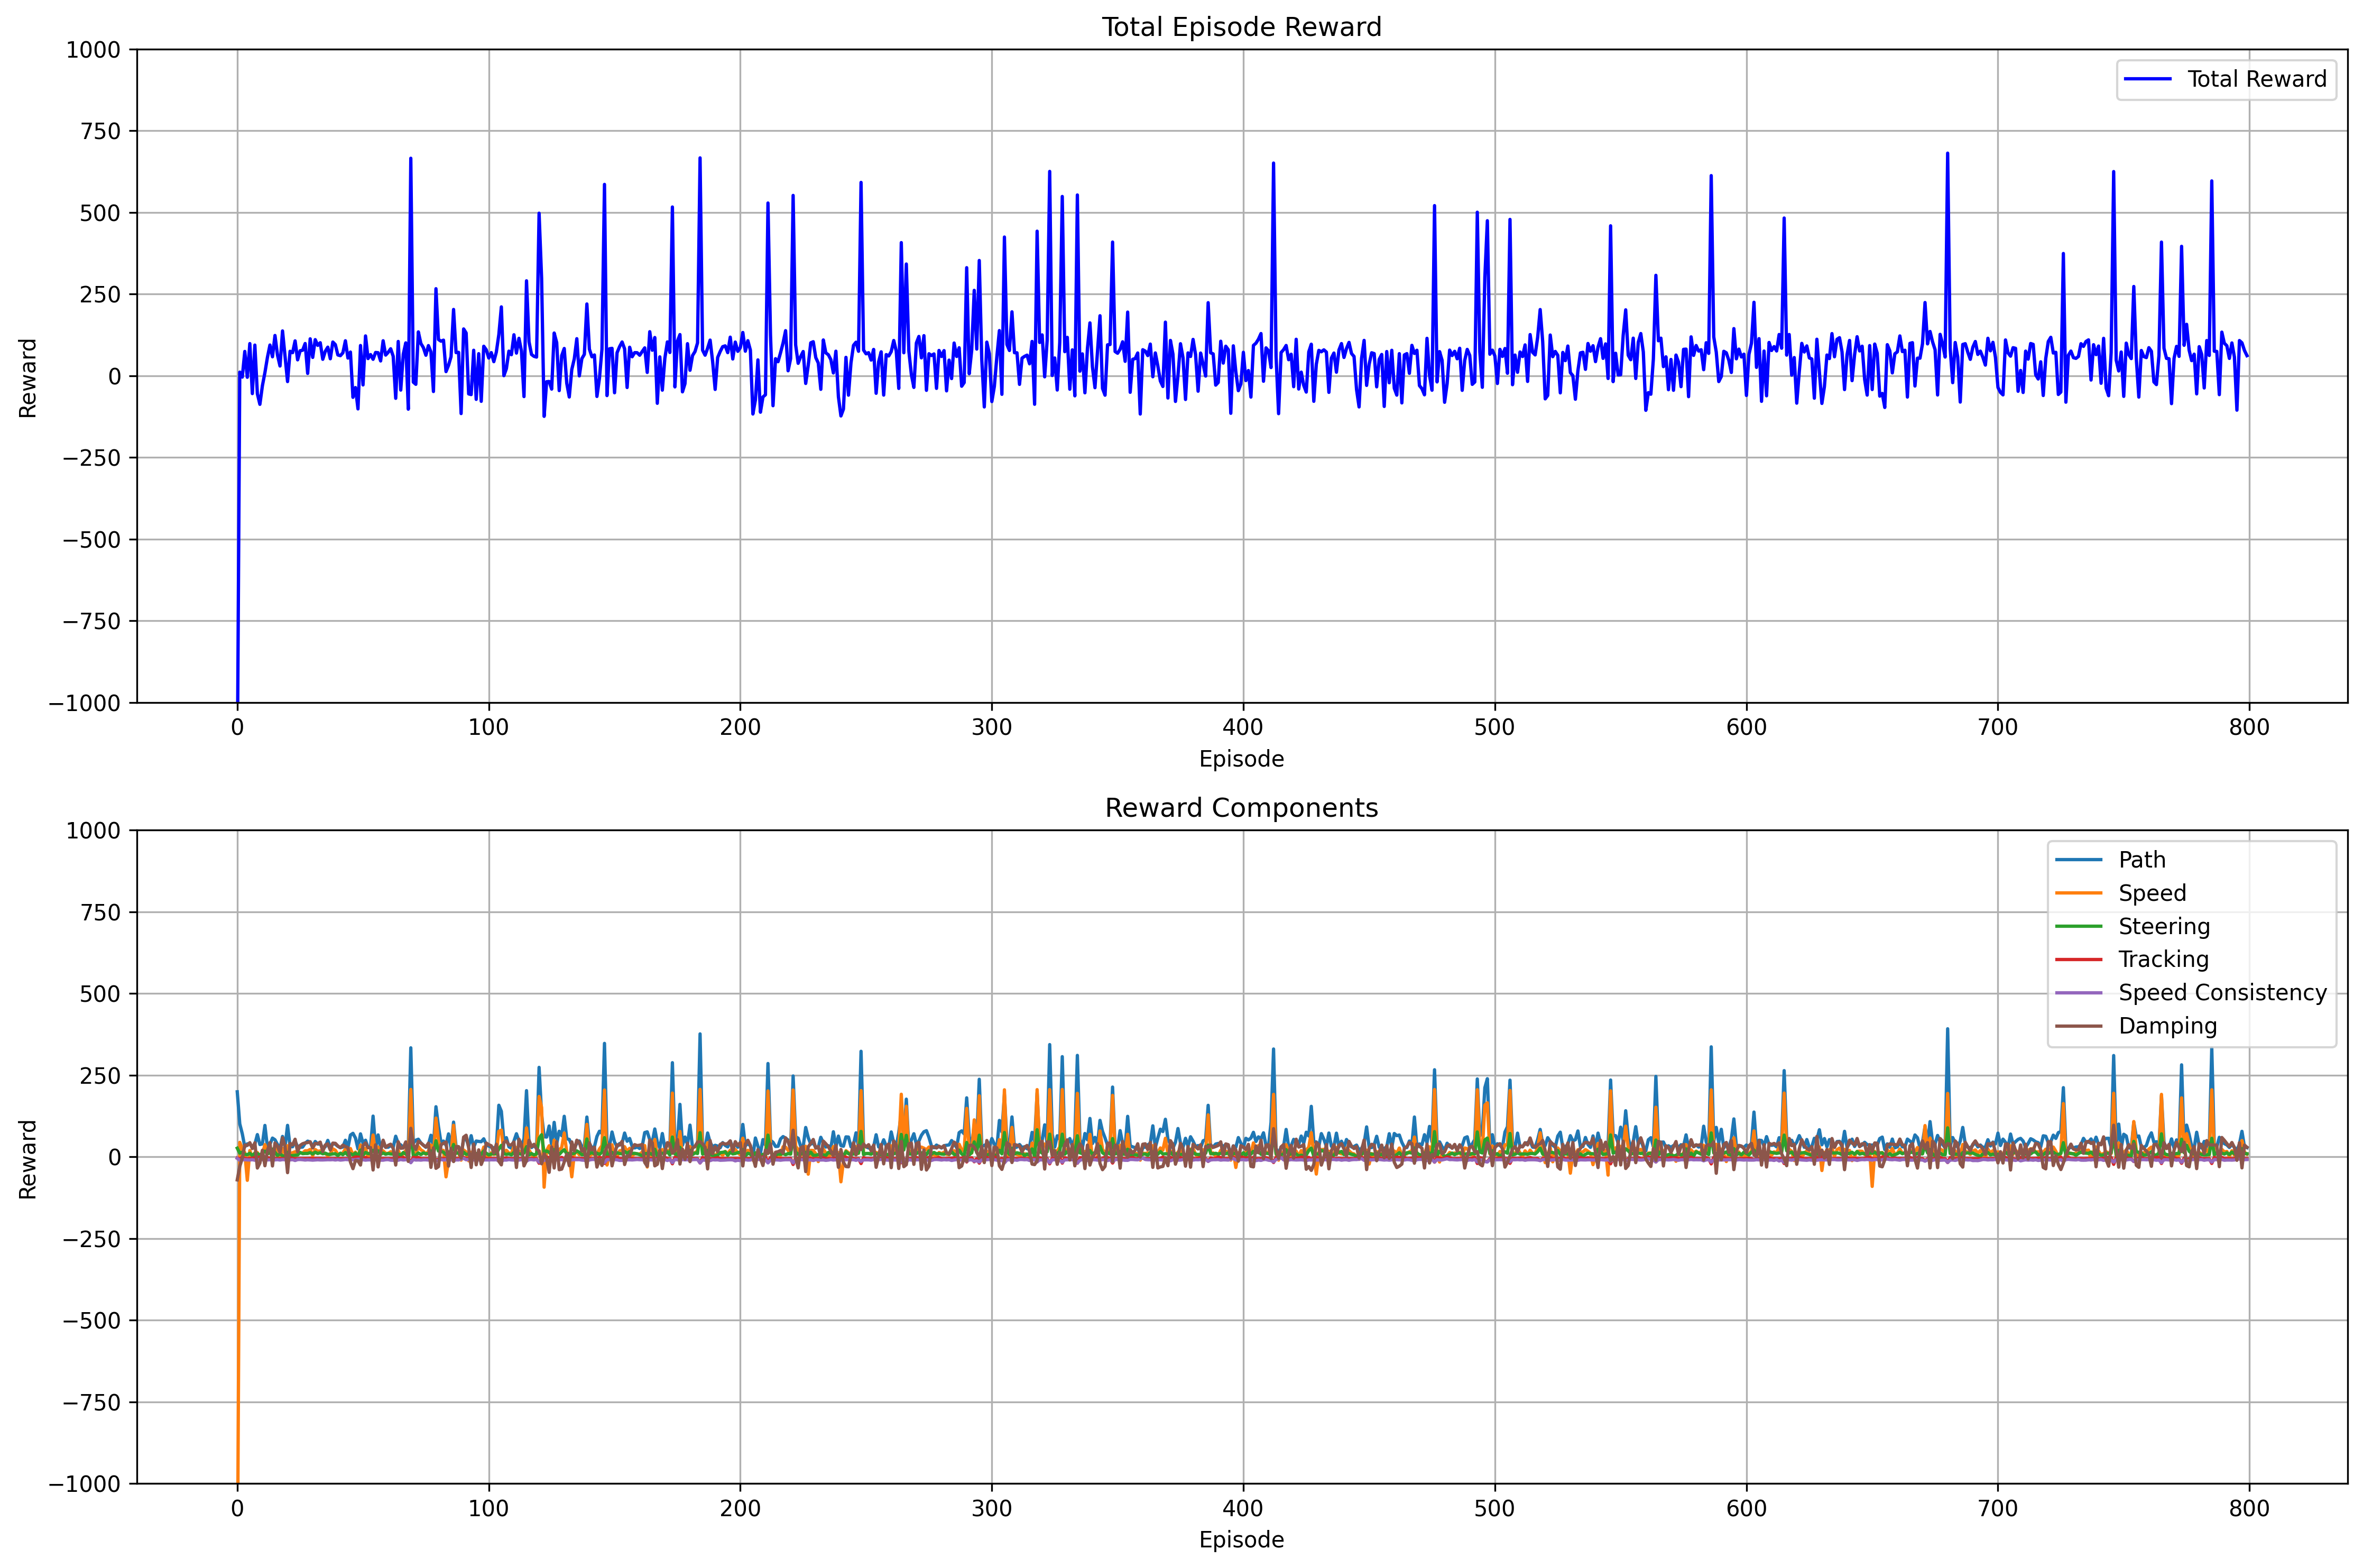 Total Episode Reward
1000
750
500
250
0
−250
−500
−750
−1000
Reward
Total Reward
0 100 200 300 400 500 600 700 800
Episode
Reward Components
1000
750
500
250
0
−250
−500
−750
−1000
Reward
Path
Speed
Steering
Tracking
Speed Consistency
Damping
0 100 200 300 400 500 600 700 800
Episode